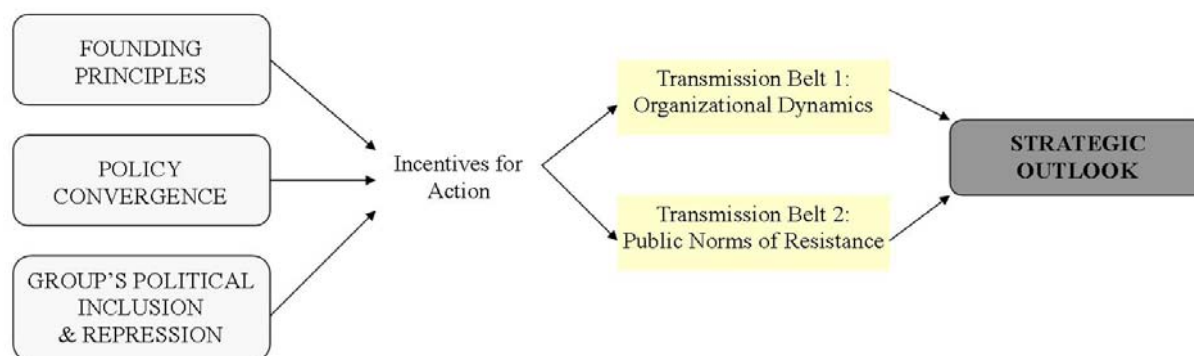 FOUNDING
PRINCIPLES
POLICY
CONVERGENCE
GROUP'S POLITICAL
INCLUSION
& REPRESSION
Incentives for
Action
Transmission Belt 1:
Organizational Dynamics
Transmission Belt 2:
Public Norms of Resistance
STRATEGIC
OUTLOOK